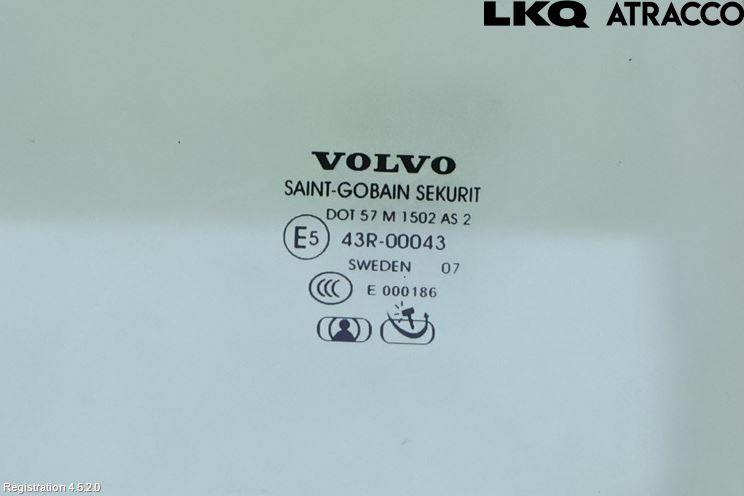 LKQ ATRACCO
VOLVO
SAINT-GOBAIN SEKURIT
DOT 57 M 1502 AS 2
E5 43R-00043
SWEDEN 07
CCC E 000186
Registration 4.5.2.0